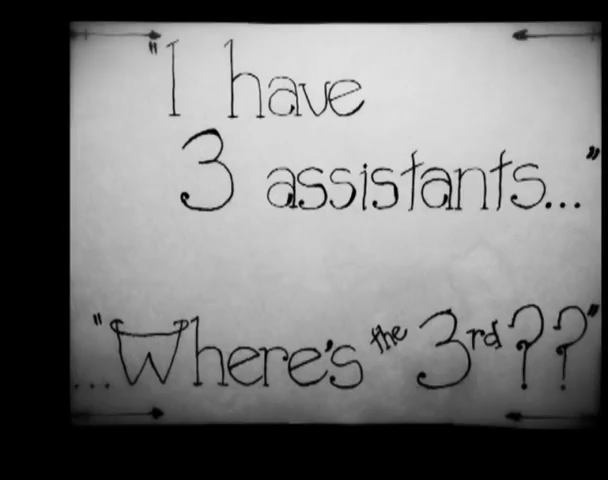 "I have
3 assistants..."
..."Where's the 3rd??"